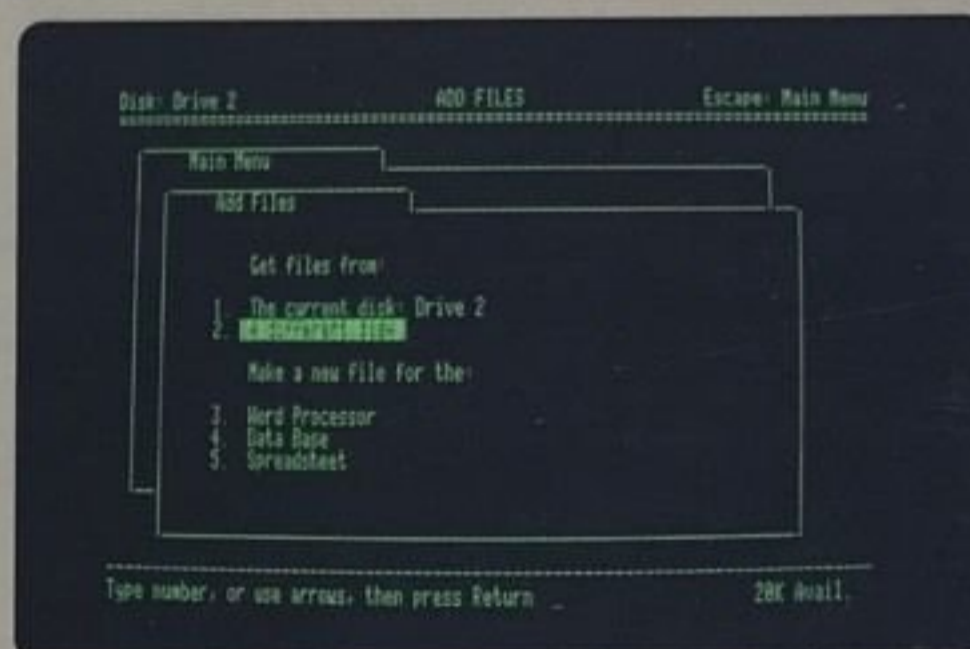 Disk: Drive 2 ADD FILES Escape: Main Menu
Main Menu
Add Files
Get files from:
1. The current disk: Drive 2
2. A different disk
Make a new file for the:
3. Word Processor
4. Data Base
5. Spreadsheet
Type number, or use arrows, then press Return _ 28K Avail.